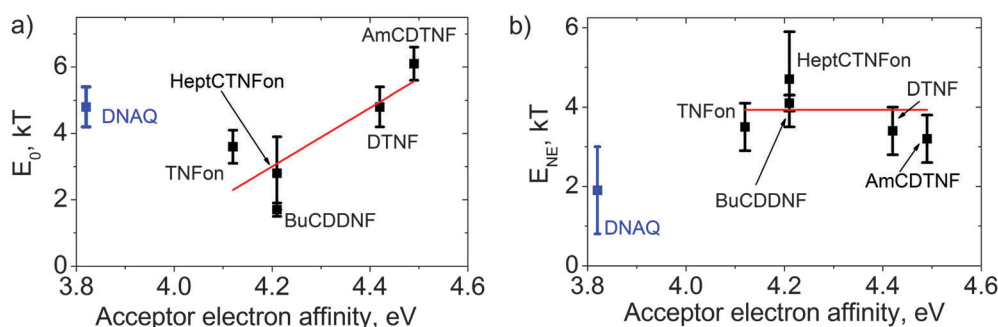 a)
E0, kT
6
4
2
0
AmCDTNF
HeptCTNFon
DNAQ
TNFon
DTNF
BuCDDNF
3.8 4.0 4.2 4.4 4.6
Acceptor electron affinity, eV
b)
ENE, kT
6
4
2
0
HeptCTNFon
TNFon
DTNF
BuCDDNF
AmCDTNF
DNAQ
3.8 4.0 4.2 4.4 4.6
Acceptor electron affinity, eV